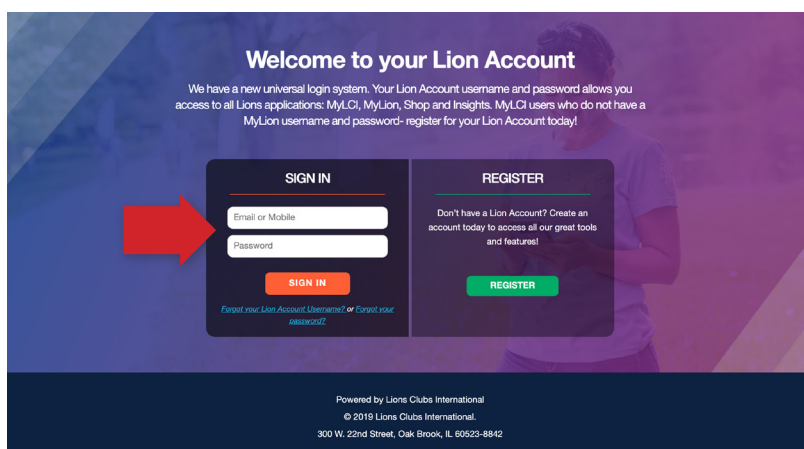 Welcome to your Lion Account
We have a new universal login system. Your Lion Account username and password allows you
access to all Lions applications: MyLCI, MyLion, Shop and Insights. MyLCI users who do not have a
MyLion username and password- register for your Lion Account today!
SIGN IN
Email or Mobile
Password
SIGN IN
Forgot your Lion Account Username? or Forgot your
password?
REGISTER
Don't have a Lion Account? Create an
account today to access all our great tools
and features!
REGISTER
Powered by Lions Clubs International
© 2019 Lions Clubs International.
300 W. 22nd Street, Oak Brook, IL 60523-8842